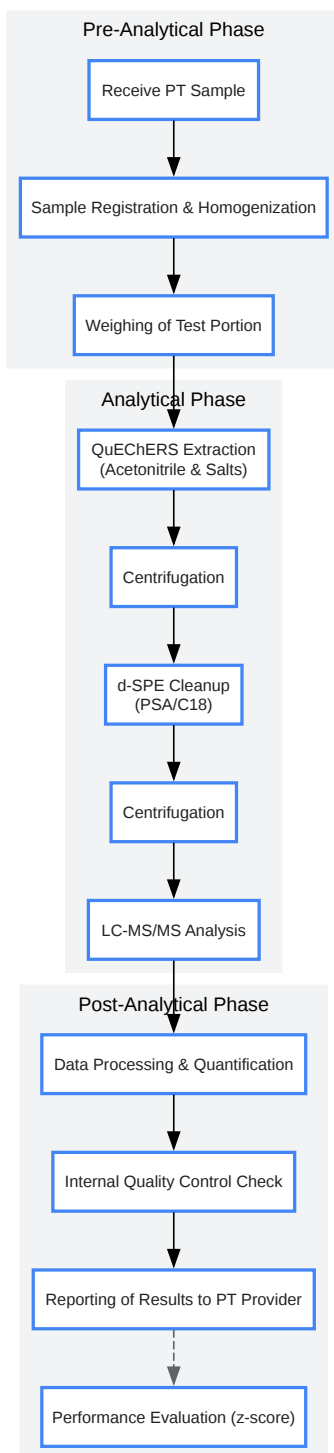 Pre-Analytical Phase
Receive PT Sample
Sample Registration & Homogenization
Weighing of Test Portion
Analytical Phase
QuEChERS Extraction
(Acetonitrile & Salts)
Centrifugation
d-SPE Cleanup
(PSA/C18)
Centrifugation
LC-MS/MS Analysis
Post-Analytical Phase
Data Processing & Quantification
Internal Quality Control Check
Reporting of Results to PT Provider
Performance Evaluation (z-score)